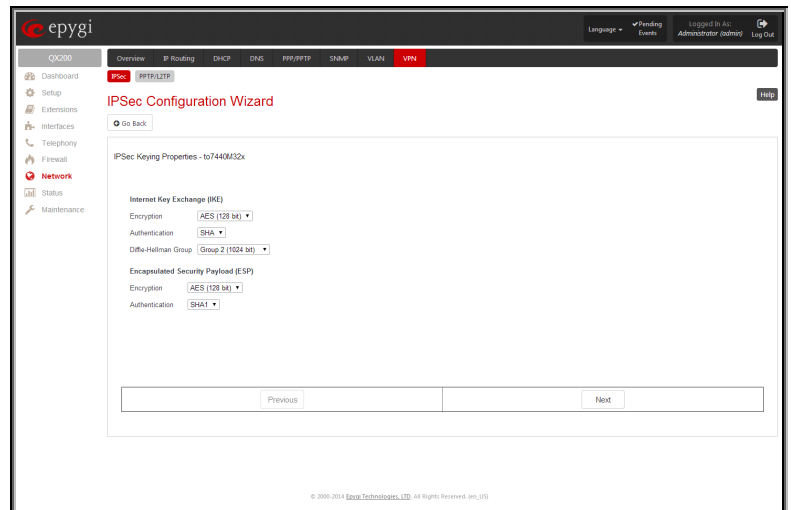 epygi
Language
Pending Events
Logged In As:
Administrator (admin)
Log Out
QX200
Dashboard
Setup
Extensions
Interfaces
Telephony
Firewall
Network
Status
Maintenance
Overview IP Routing DHCP DNS PPP/PPTP SNMP VLAN VPN
IPSec PPTP/L2TP
IPSec Configuration Wizard
Help
Go Back
IPSec Keying Properties - to7440M32x
Internet Key Exchange (IKE)
Encryption AES (128 bit)
Authentication SHA
Diffie-Hellman Group Group 2 (1024 bit)
Encapsulated Security Payload (ESP)
Encryption AES (128 bit)
Authentication SHA1
Previous Next
© 2000-2014 Epygi Technologies, LTD. All Rights Reserved. (en_US)